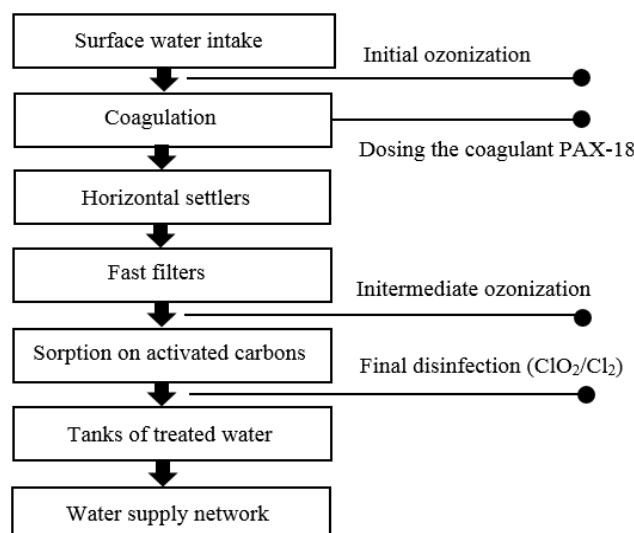 Surface water intake
Initial ozonization
Coagulation
Dosing the coagulant PAX-18
Horizontal settlers
Fast filters
Initermediate ozonization
Sorption on activated carbons
Final disinfection (ClO₂/Cl₂)
Tanks of treated water
Water supply network